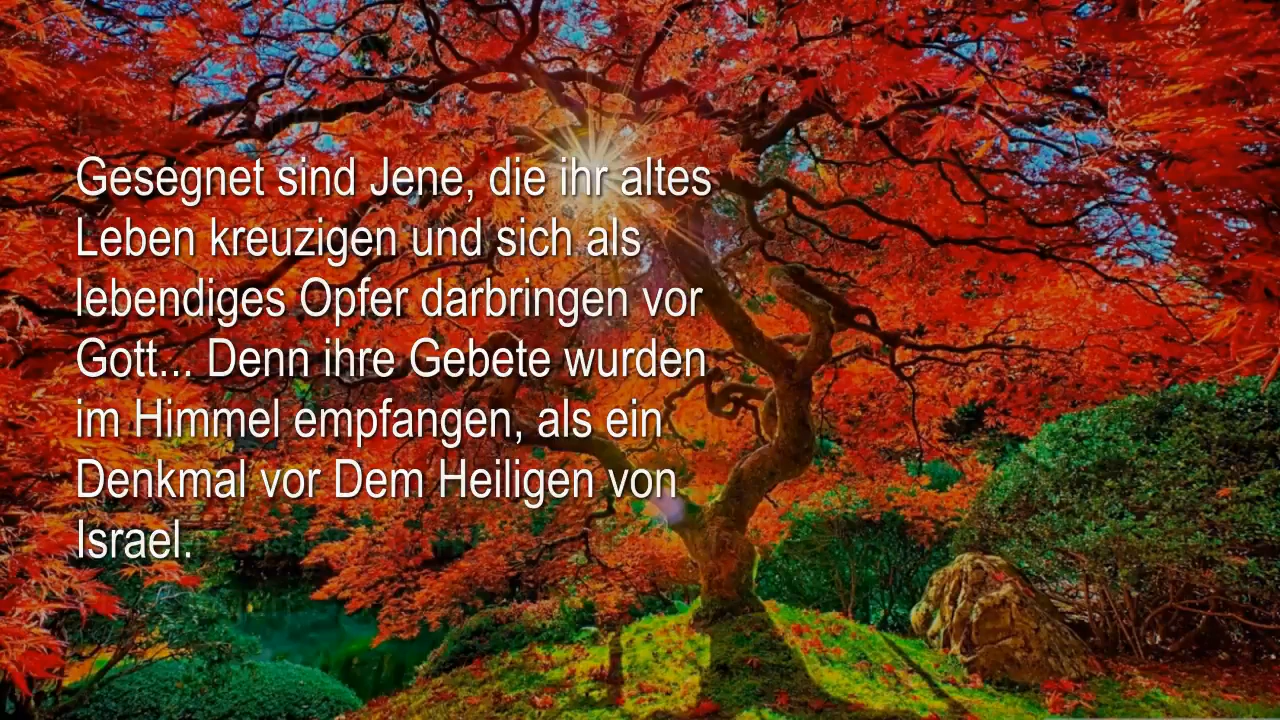 Gesegnet sind Jene, die ihr altes
Leben kreuzigen und sich als
lebendiges Opfer darbringen vor
Gott... Denn ihre Gebete wurden
im Himmel empfangen, als ein
Denkmal vor Dem Heiligen von
Israel.